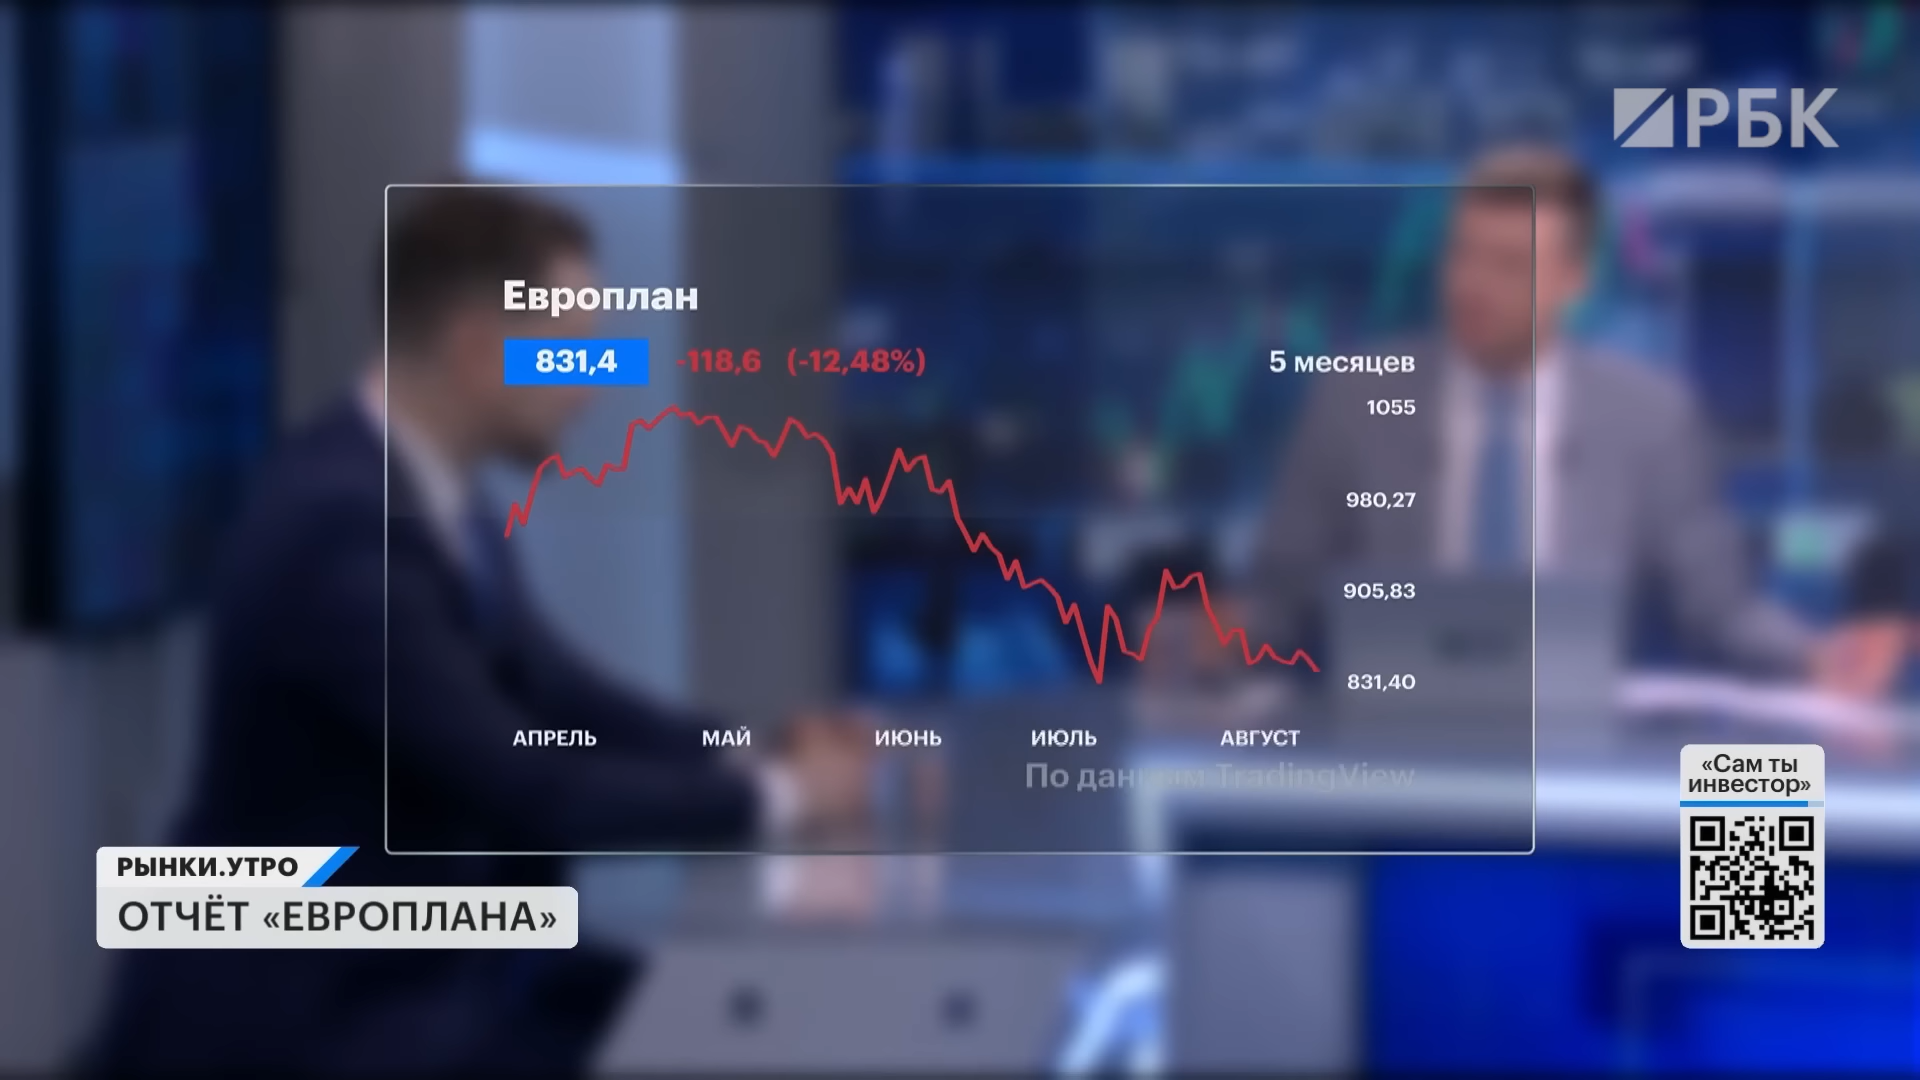 РБК
Европлан
831,4 -118,6 (-12,48%)
5 месяцев
1055
980,27
905,83
831,40
АПРЕЛЬ МАЙ ИЮНЬ ИЮЛЬ АВГУСТ
По данным TradingView
РЫНКИ.УТРО
ОТЧЁТ «ЕВРОПЛАНА»
«Сам ты
инвестор»